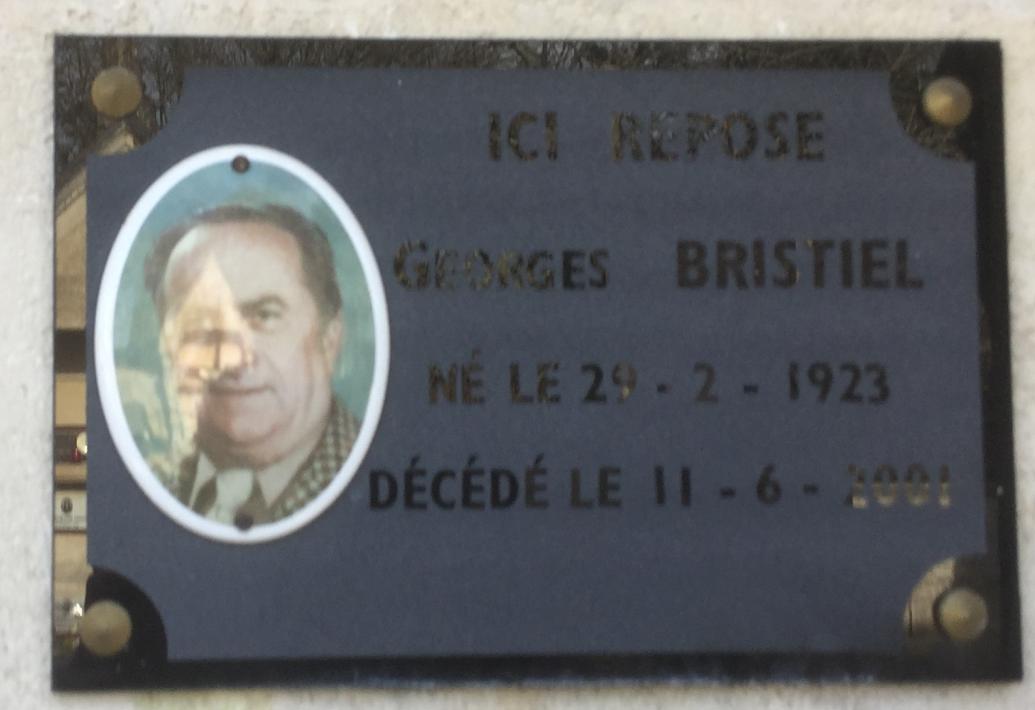 ICI REPOSE
GEORGES BRISTIEL
NÉ LE 29 - 2 - 1923
DÉCÉDÉ LE 11 - 6 - 2001